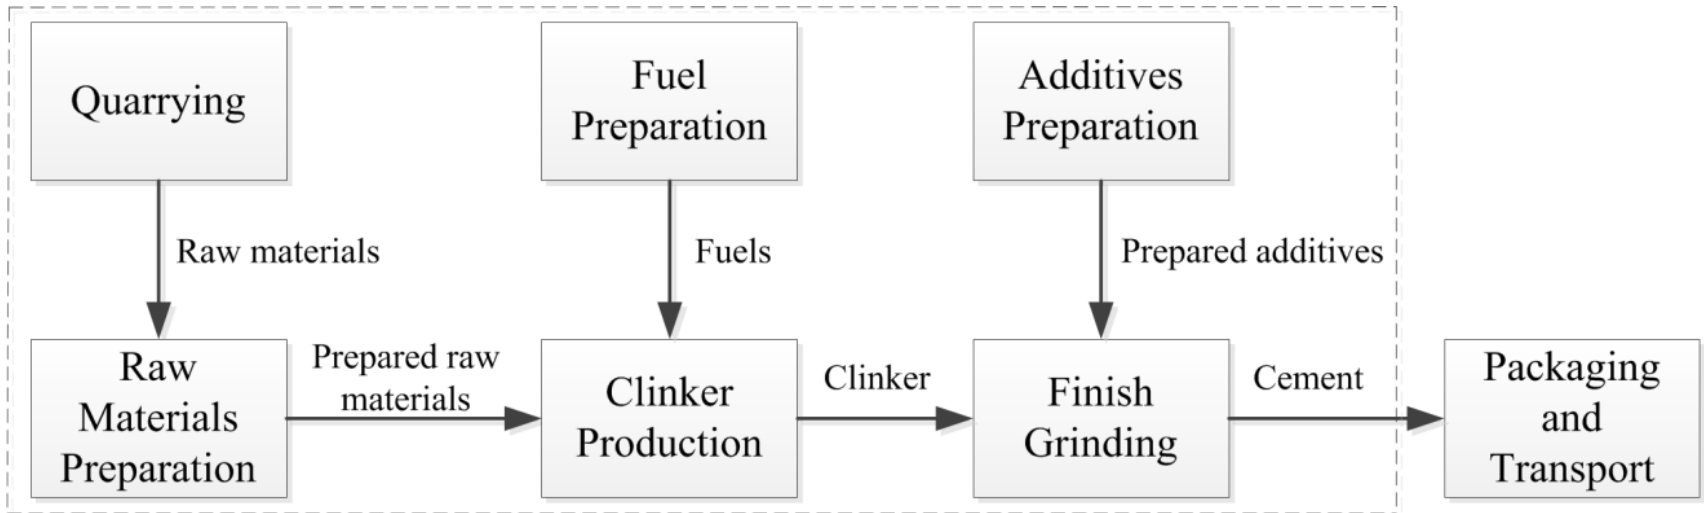 Quarrying
Fuel
Preparation
Additives
Preparation
Raw materials
Fuels
Prepared additives
Raw
Materials
Preparation
Prepared raw
materials
Clinker
Production
Clinker
Finish
Grinding
Cement
Packaging
and
Transport